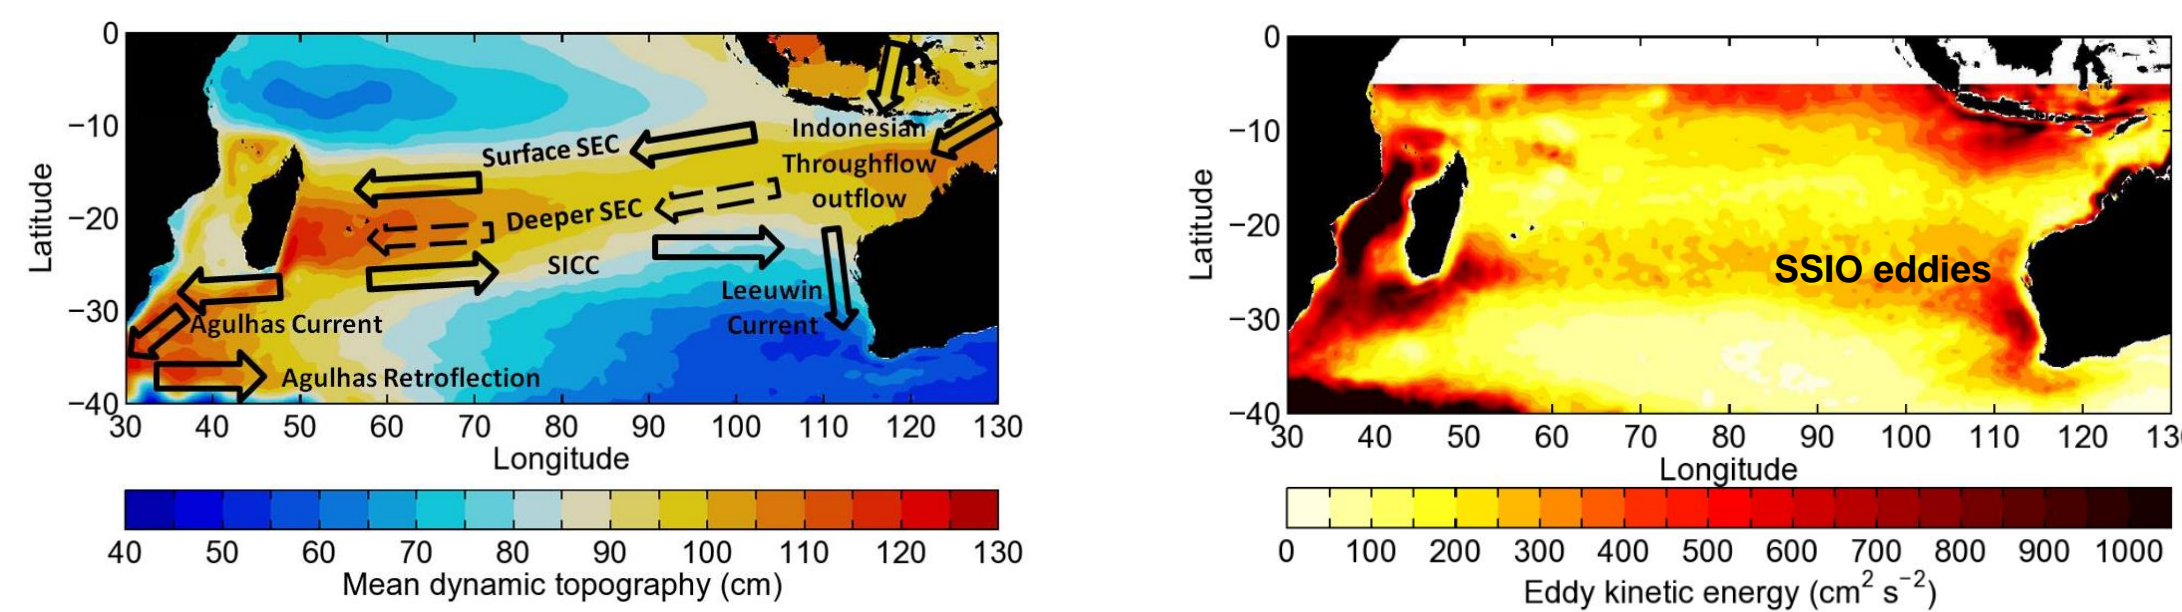 0
−10
−20
−30
−40
Latitude
Surface SEC
Indonesian
Throughflow
outflow
Deeper SEC
SICC
Leeuwin
Current
Agulhas Current
Agulhas Retroflection
30 40 50 60 70 80 90 100 110 120 130
Longitude
40 50 60 70 80 90 100 110 120 130
Mean dynamic topography (cm)
0
−10
−20
−30
−40
Latitude
SSIO eddies
30 40 50 60 70 80 90 100 110 120 13
Longitude
0 100 200 300 400 500 600 700 800 900 1000
Eddy kinetic energy (cm² s⁻²)